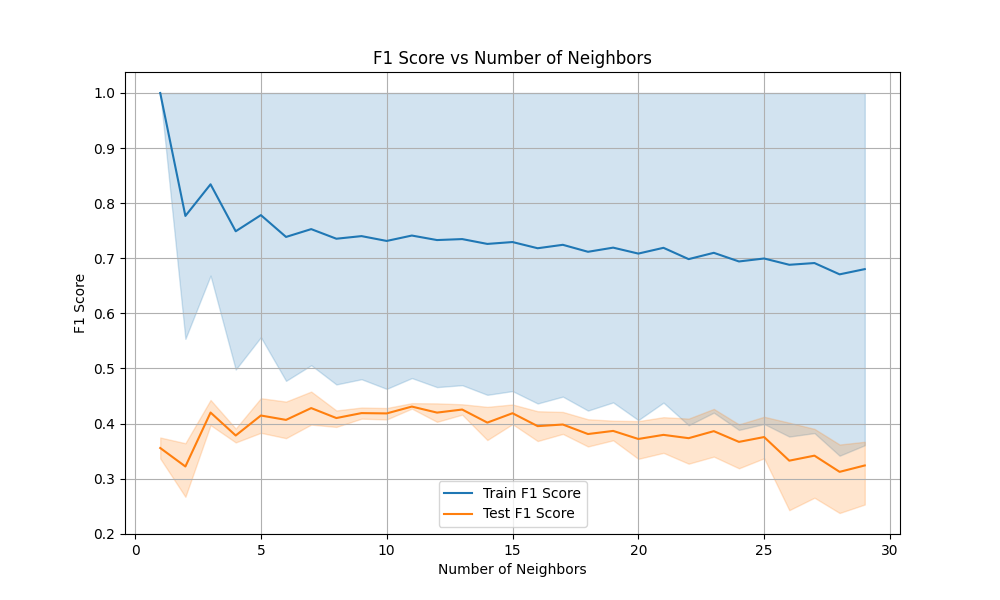 F1 Score vs Number of Neighbors
F1 Score
1.0
0.9
0.8
0.7
0.6
0.5
0.4
0.3
0.2
0 5 10 15 20 25 30
Number of Neighbors
Train F1 Score
Test F1 Score